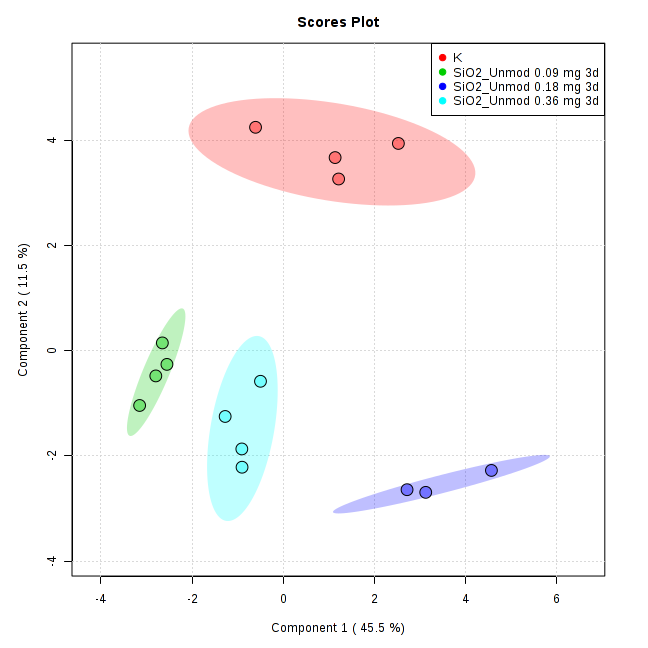 Scores Plot
K
SiO2_Unmod 0.09 mg 3d
SiO2_Unmod 0.18 mg 3d
SiO2_Unmod 0.36 mg 3d
Component 2 ( 11.5 %)
4
2
0
-2
-4
-4 -2 0 2 4 6
Component 1 ( 45.5 %)